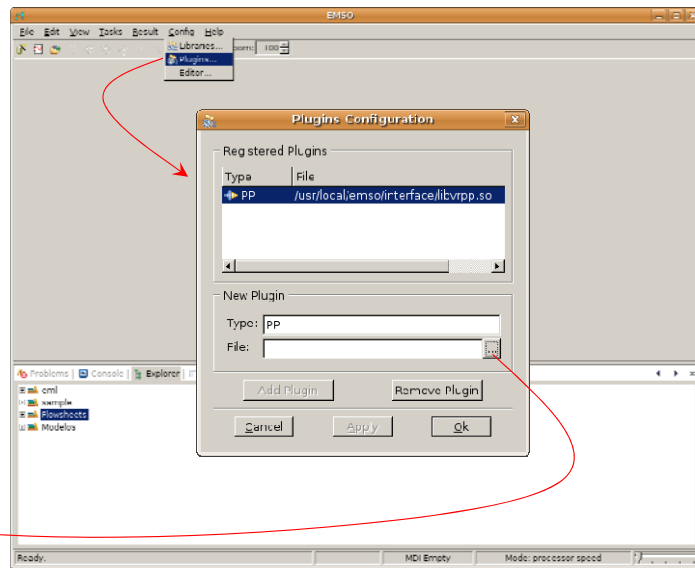 EMSO
File Edit View Tasks Result Config Help
Libraries...
100
Plugins...
Editor...
Plugins Configuration
Registered Plugins
Type File
PP /usr/local/emso/interface/libvrpp.so
New Plugin
Type: PP
File:
...
Add Plugin Remove Plugin
Cancel Apply Ok
Problems Console Explorer
eml
sample
Flowsheets
Modelos
Ready. MDI Empty Mode: processor speed